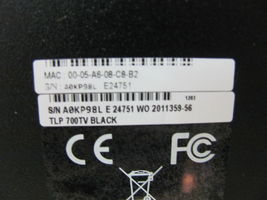 MAC: 00-05-A6-08-C8-B2
S/N: A0KP98L E24751
1261
S/N A0KP98L E 24751 WO 2011359-56
TLP 700TV BLACK
CE FC